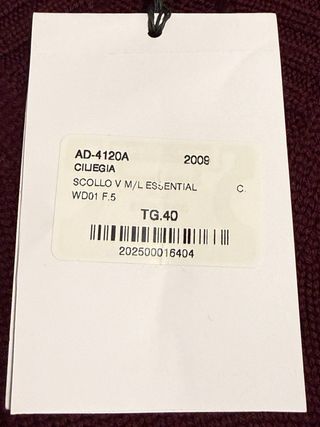 AD-4120A 2009
CILIEGIA
SCOLLO V M/L ESSENTIAL C.
WD01 F.5
TG.40
202500016404